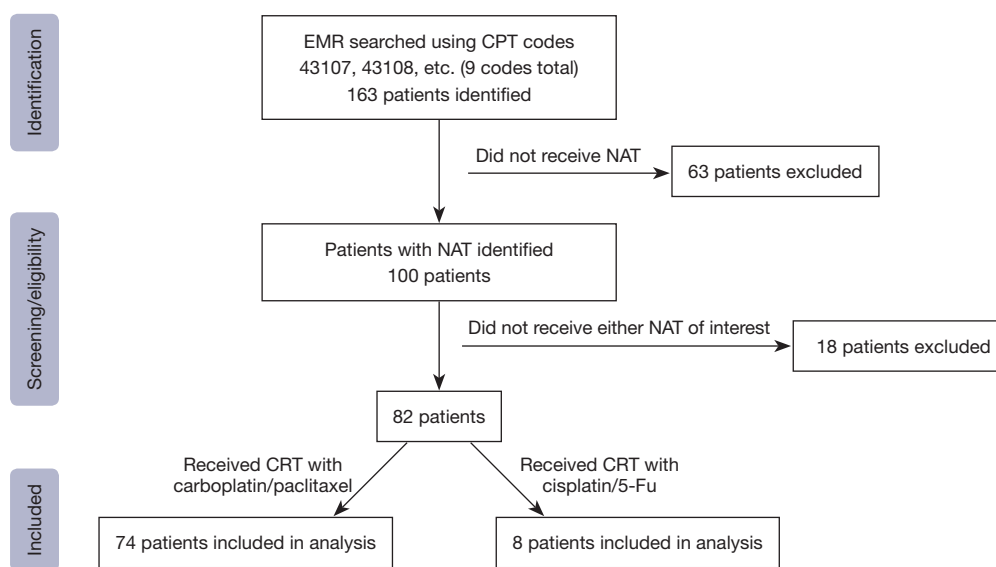 Identification
EMR searched using CPT codes
43107, 43108, etc. (9 codes total)
163 patients identified
Did not receive NAT
63 patients excluded
Screening/eligibility
Patients with NAT identified
100 patients
Did not receive either NAT of interest
18 patients excluded
82 patients
Received CRT with
carboplatin/paclitaxel
Received CRT with
cisplatin/5-Fu
Included
74 patients included in analysis
8 patients included in analysis